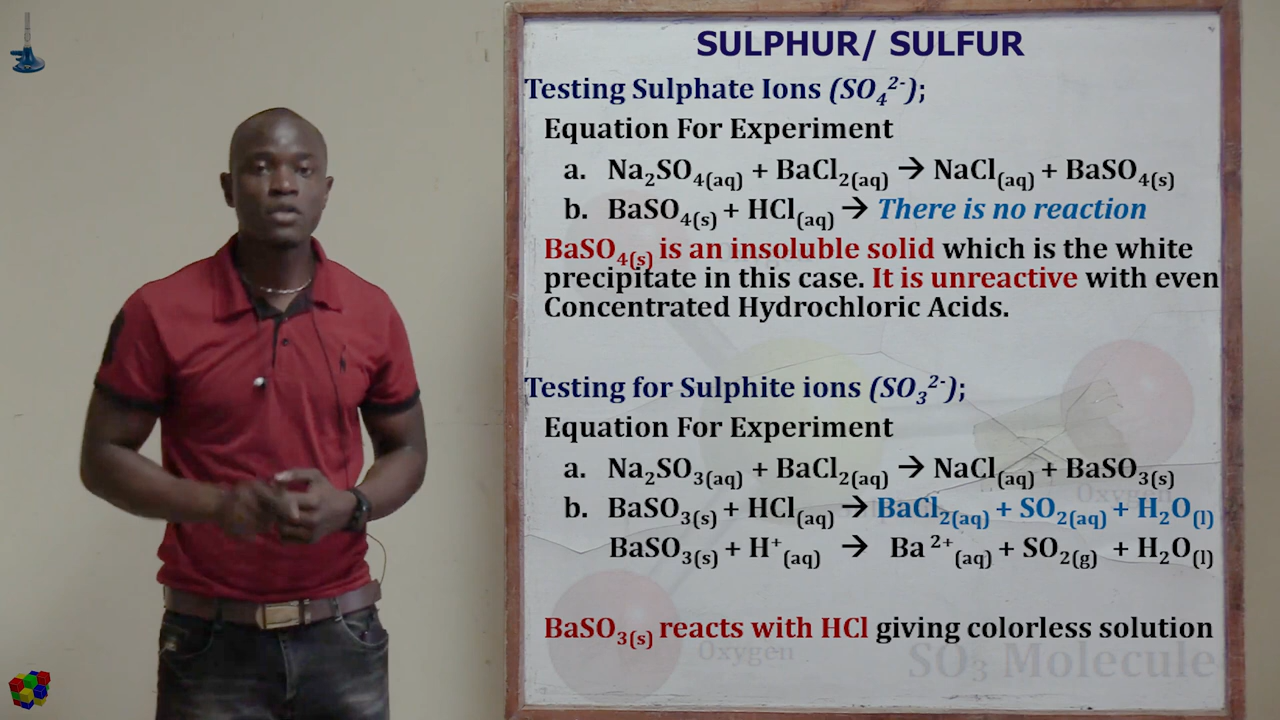 SULPHUR/ SULFUR
Testing Sulphate Ions (SO₄²⁻);
Equation For Experiment
a. Na₂SO₄(aq) + BaCl₂(aq) → NaCl(aq) + BaSO₄(s)
b. BaSO₄(s) + HCl(aq) → There is no reaction
BaSO₄(s) is an insoluble solid which is the white
precipitate in this case. It is unreactive with even
Concentrated Hydrochloric Acids.
Testing for Sulphite ions (SO₃²⁻);
Equation For Experiment
a. Na₂SO₃(aq) + BaCl₂(aq) → NaCl(aq) + BaSO₃(s)
Oxygen
b. BaSO₃(s) + HCl(aq) → BaCl₂(aq) + SO₂(aq) + H₂O(l)
BaSO₃(s) + H⁺(aq) → Ba²⁺(aq) + SO₂(g) + H₂O(l)
BaSO₃(s) reacts with HCl giving colorless solution
Oxygen
SO₃ Molecule